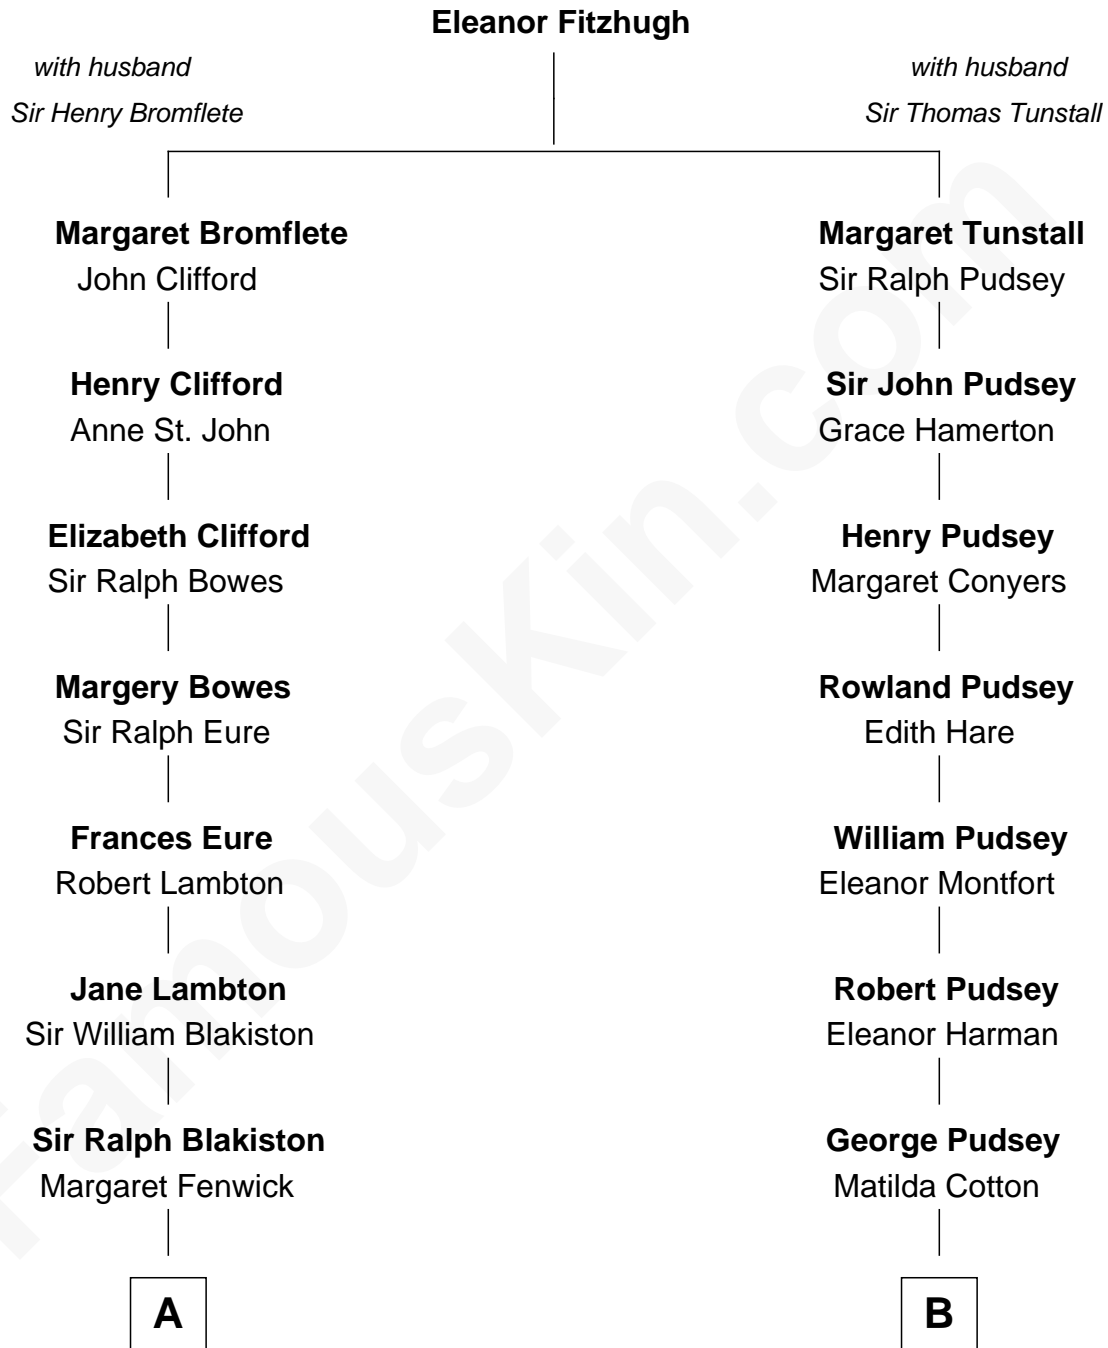 Eleanor Fitzhugh
with husband
Sir Henry Bromflete
with husband
Sir Thomas Tunstall
Margaret Bromflete
John Clifford
Margaret Tunstall
Sir Ralph Pudsey
Henry Clifford
Anne St. John
Sir John Pudsey
Grace Hamerton
Elizabeth Clifford
Sir Ralph Bowes
Henry Pudsey
Margaret Conyers
Margery Bowes
Sir Ralph Eure
Rowland Pudsey
Edith Hare
Frances Eure
Robert Lambton
William Pudsey
Eleanor Montfort
Jane Lambton
Sir William Blakiston
Robert Pudsey
Eleanor Harman
Sir Ralph Blakiston
Margaret Fenwick
George Pudsey
Matilda Cotton
A
B
FamousKin.com